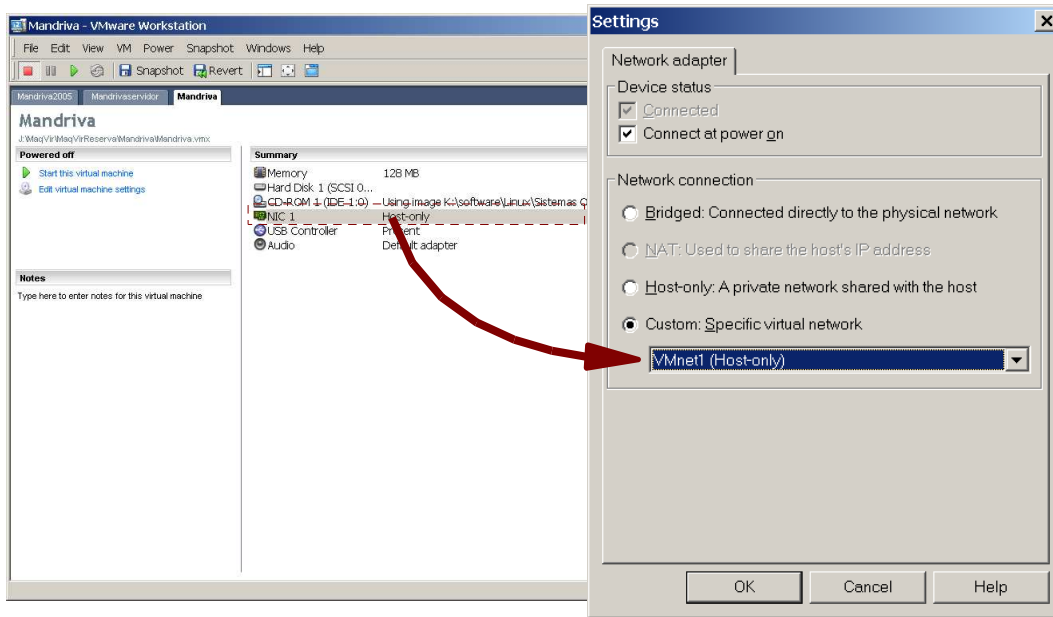 Mandriva - VMware Workstation
File Edit View VM Power Snapshot Windows Help
Snapshot Revert
Mandriva2005 Mandrivaservidor Mandriva
Mandriva
J:\MaqVir\MaqVirReserva\Mandriva\Mandriva.vmx
Powered off
Start this virtual machine
Edit virtual machine settings
Notes
Type here to enter notes for this virtual machine
Summary
Memory 128 MB
Hard Disk 1 (SCSI 0...
CD-ROM 1 (IDE 1:0) Using image K:\software\Linux\Sistemas O
NIC 1 Host-only
USB Controller Present
Audio Default adapter
Settings
Network adapter
Device status
Connected
Connect at power on
Network connection
Bridged: Connected directly to the physical network
NAT: Used to share the host's IP address
Host-only: A private network shared with the host
Custom: Specific virtual network
VMnet1 (Host-only)
OK Cancel Help